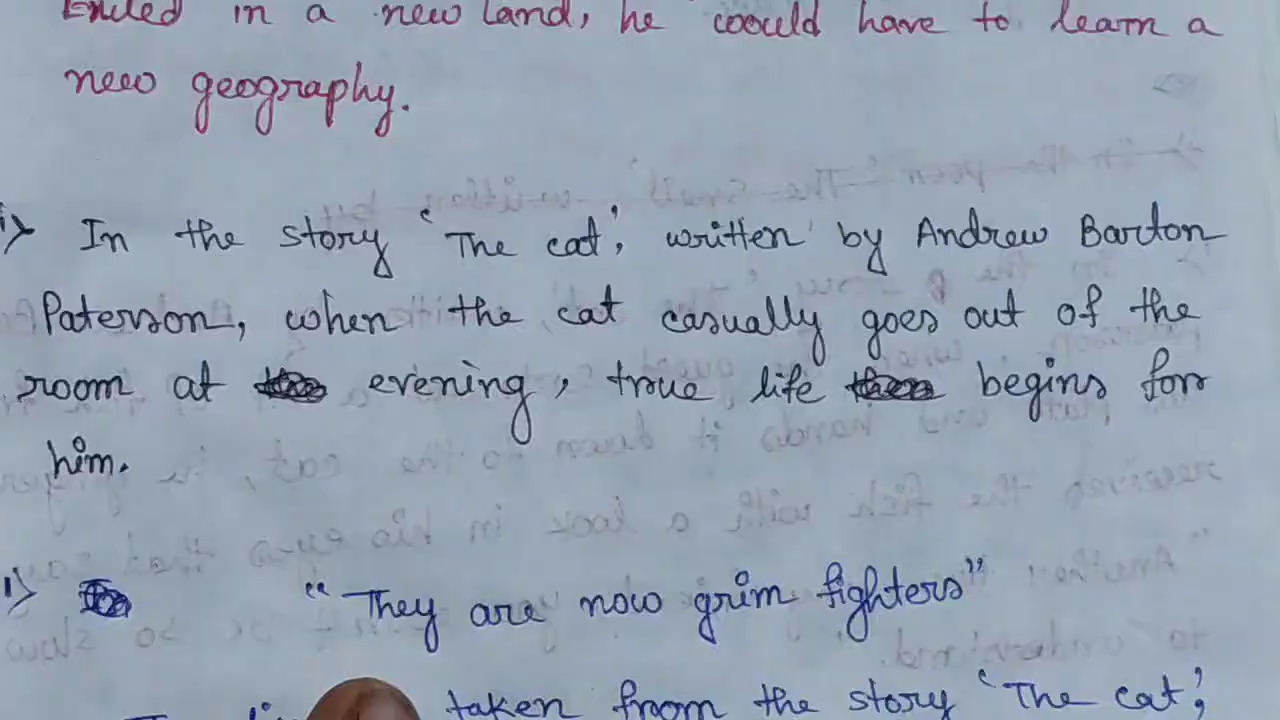 Ended in a new land, he would have to learn a
new geography.
i> In the story 'The cat', written by Andrew Barton
Paterson, when the cat casually goes out of the
room at evening, true life begins for
him.
i> "They are now grim fighters"
taken from the story 'The cat',